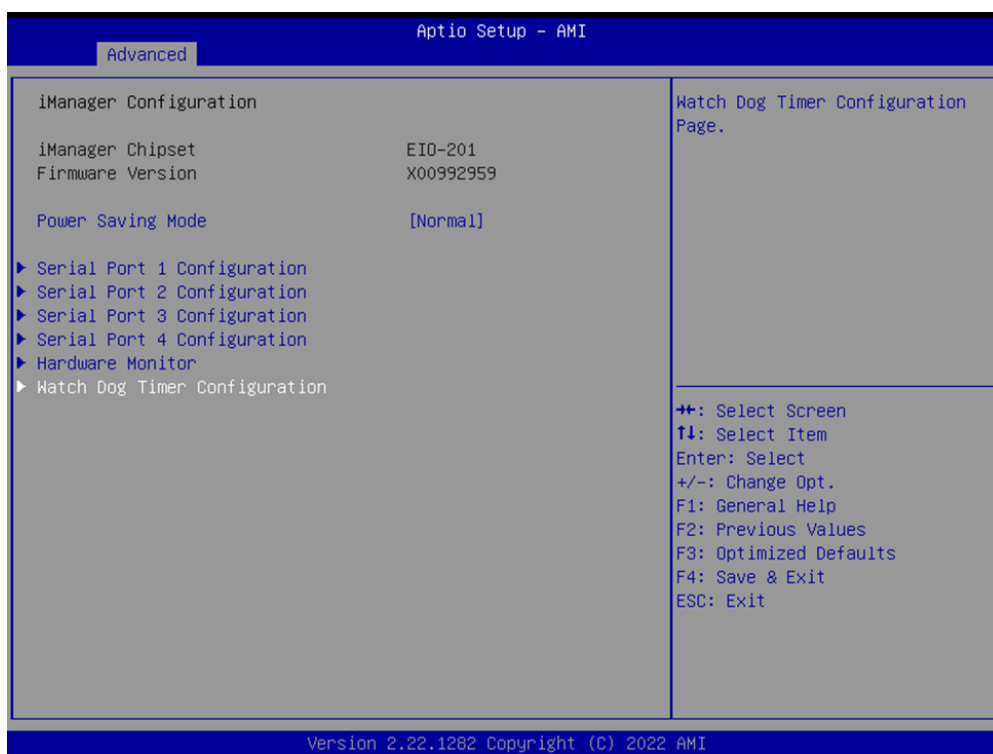 Aptio Setup – AMI
Advanced
iManager Configuration
iManager Chipset EIO-201
Firmware Version X00992959
Power Saving Mode [Normal]
Serial Port 1 Configuration
Serial Port 2 Configuration
Serial Port 3 Configuration
Serial Port 4 Configuration
Hardware Monitor
Watch Dog Timer Configuration
Watch Dog Timer Configuration
Page.
→←: Select Screen
↑↓: Select Item
Enter: Select
+/-: Change Opt.
F1: General Help
F2: Previous Values
F3: Optimized Defaults
F4: Save & Exit
ESC: Exit
Version 2.22.1282 Copyright (C) 2022 AMI